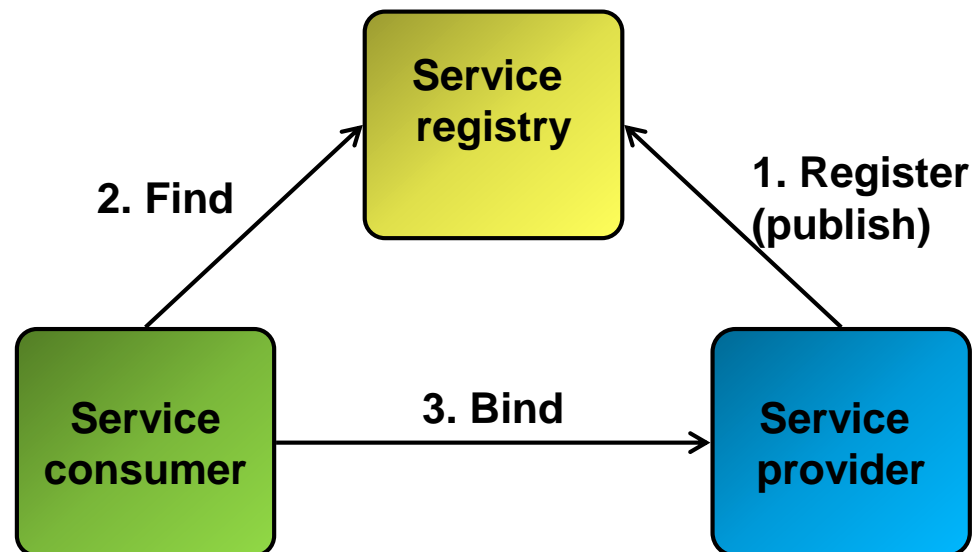 Service
registry
2. Find
1. Register
(publish)
Service
consumer
3. Bind
Service
provider